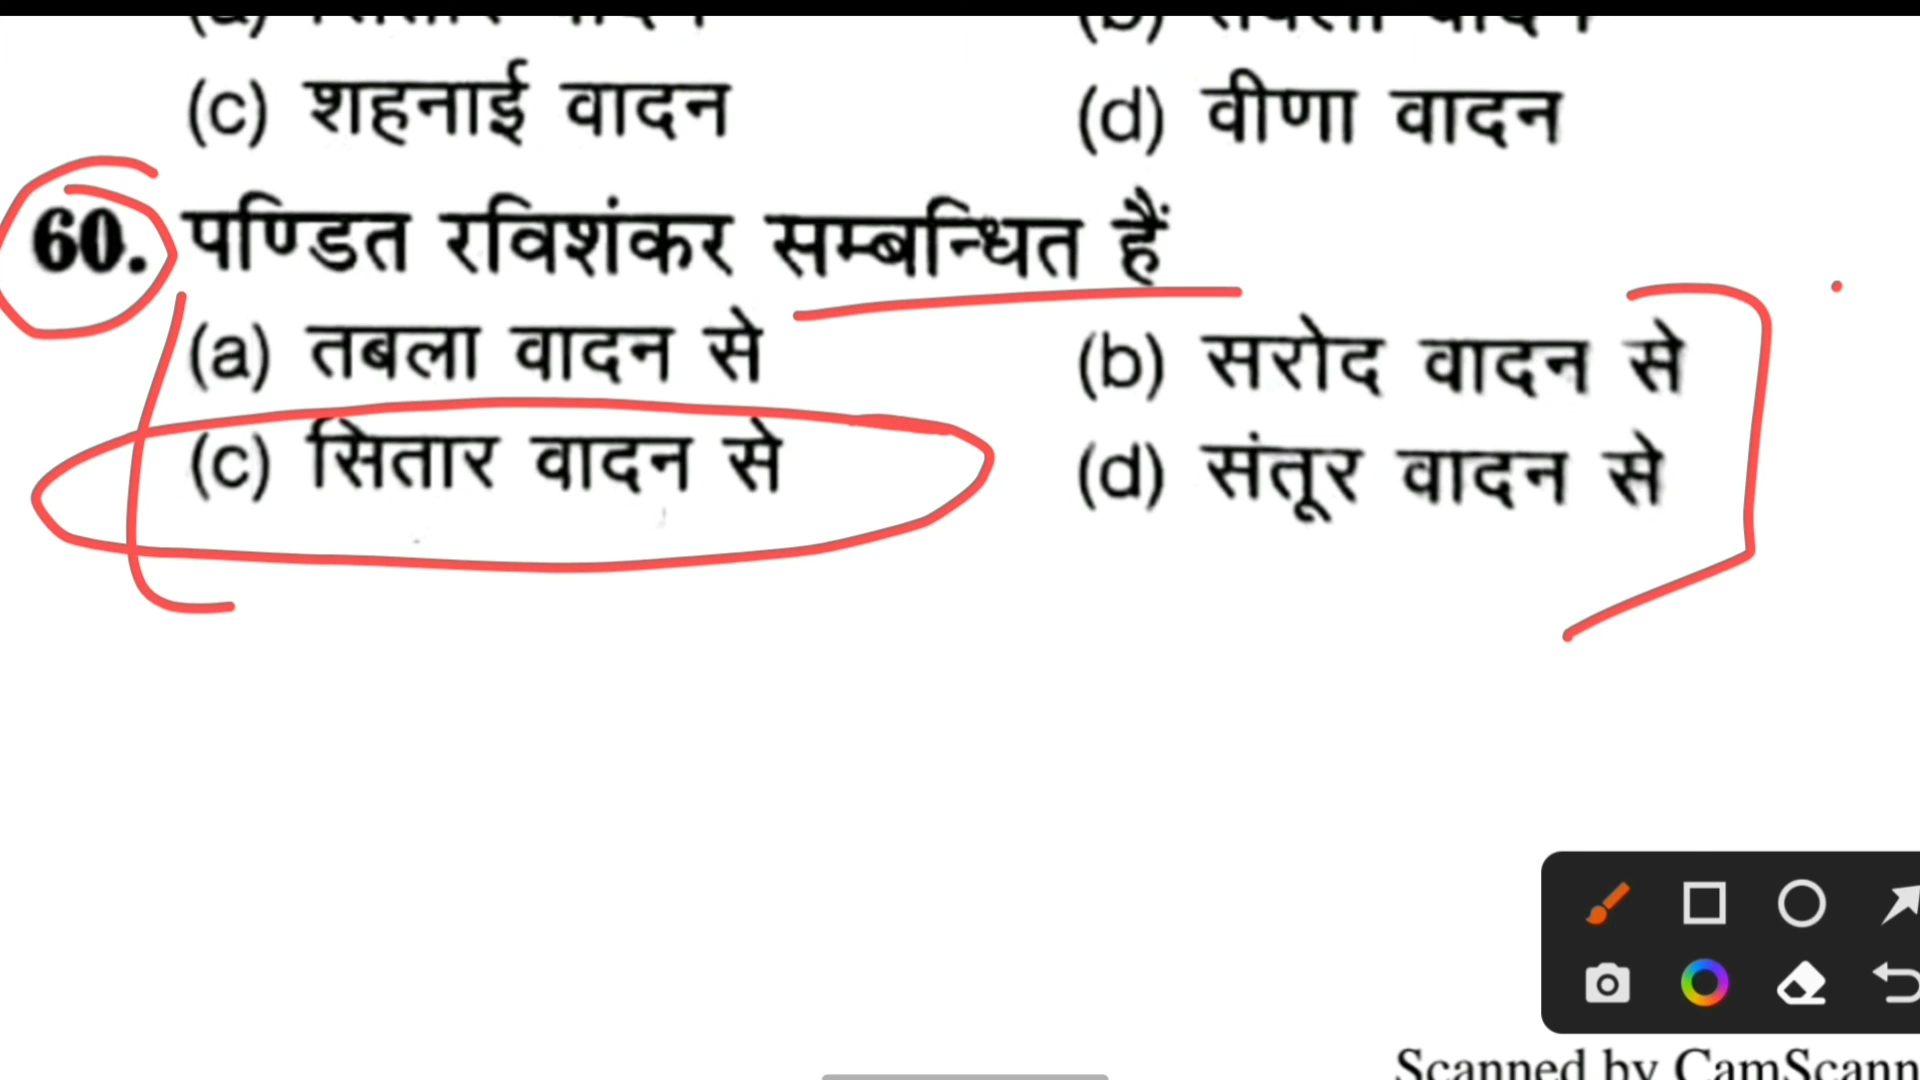 (c) शहनाई वादन (d) वीणा वादन
60. पण्डित रविशंकर सम्बन्धित हैं
(a) तबला वादन से (b) सरोद वादन से
(c) सितार वादन से (d) संतूर वादन से
Scanned by CamScann